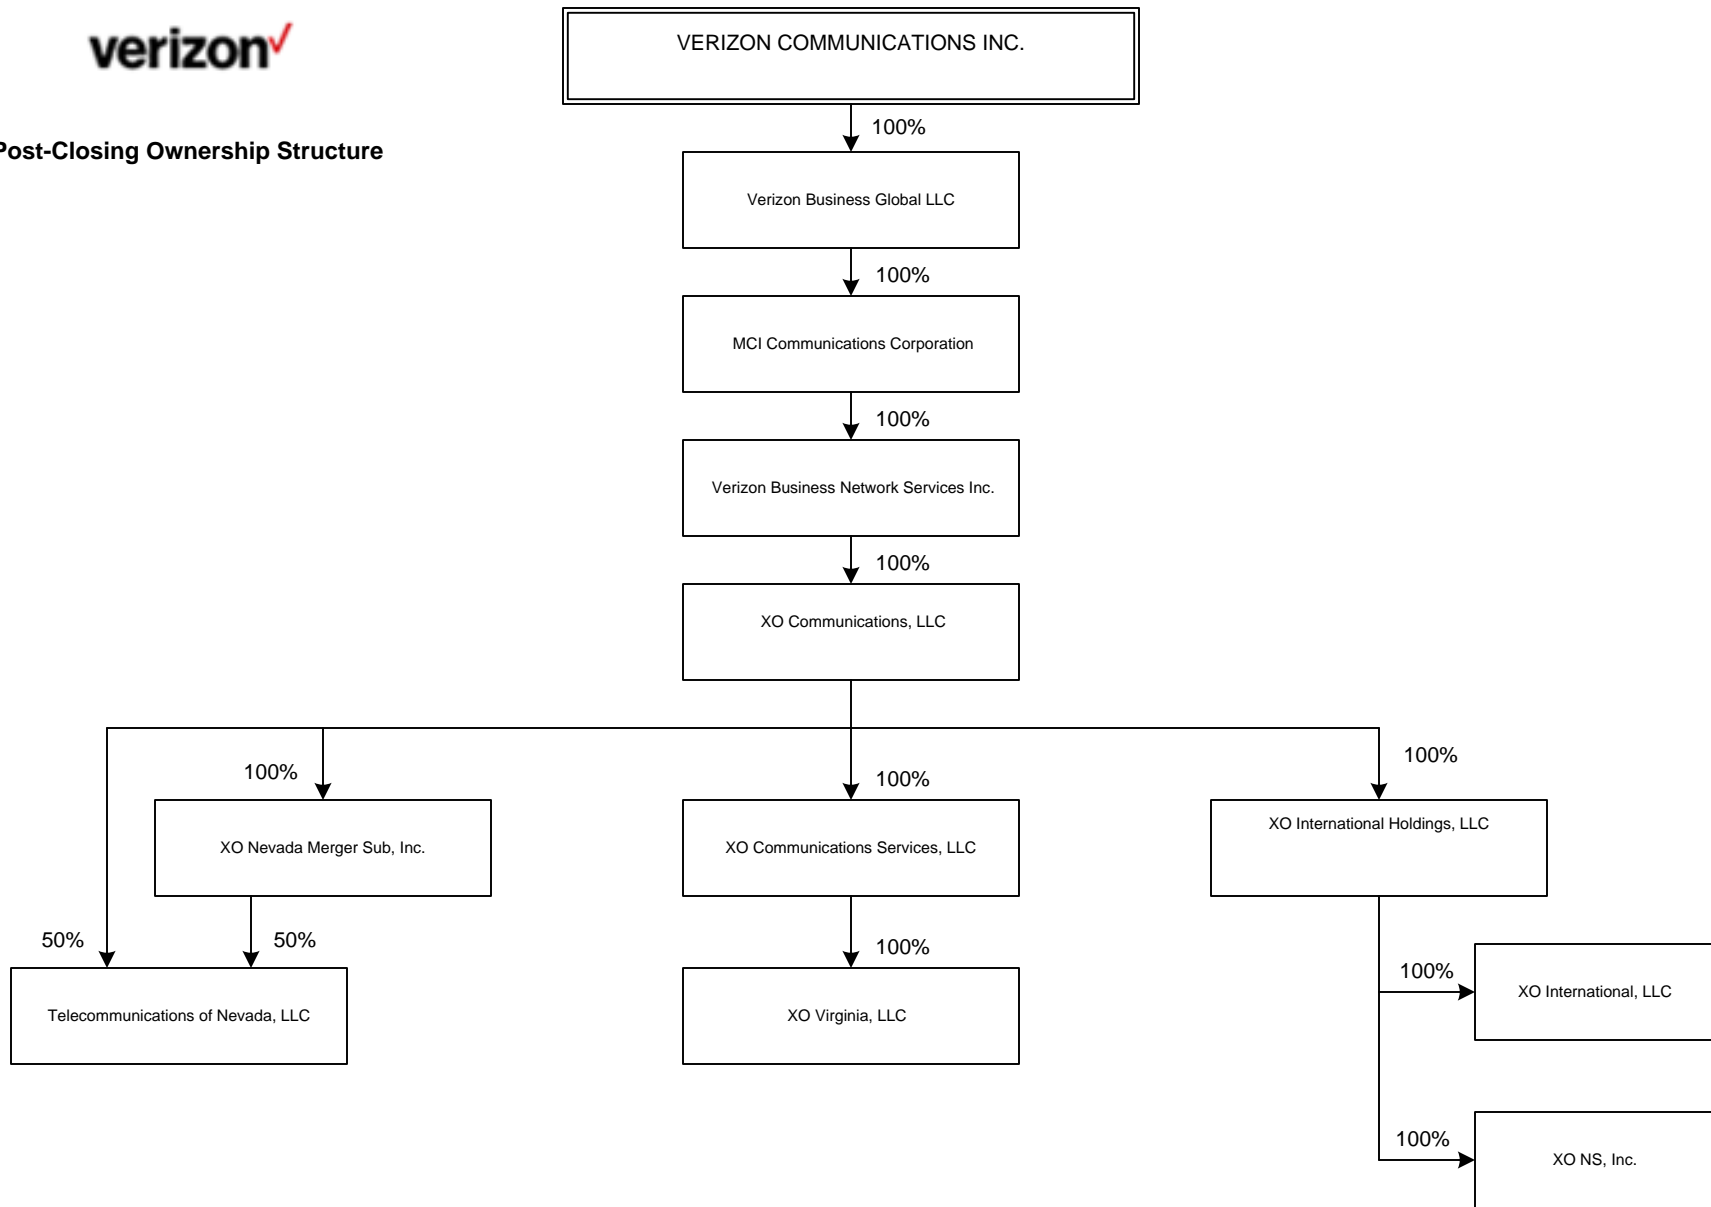 verizon
VERIZON COMMUNICATIONS INC.
Post-Closing Ownership Structure
100%
Verizon Business Global LLC
100%
MCI Communications Corporation
100%
Verizon Business Network Services Inc.
100%
XO Communications, LLC
100%
100%
100%
XO Nevada Merger Sub, Inc.
XO Communications Services, LLC
XO International Holdings, LLC
50%
50%
100%
Telecommunications of Nevada, LLC
XO Virginia, LLC
100%
XO International, LLC
100%
XO NS, Inc.